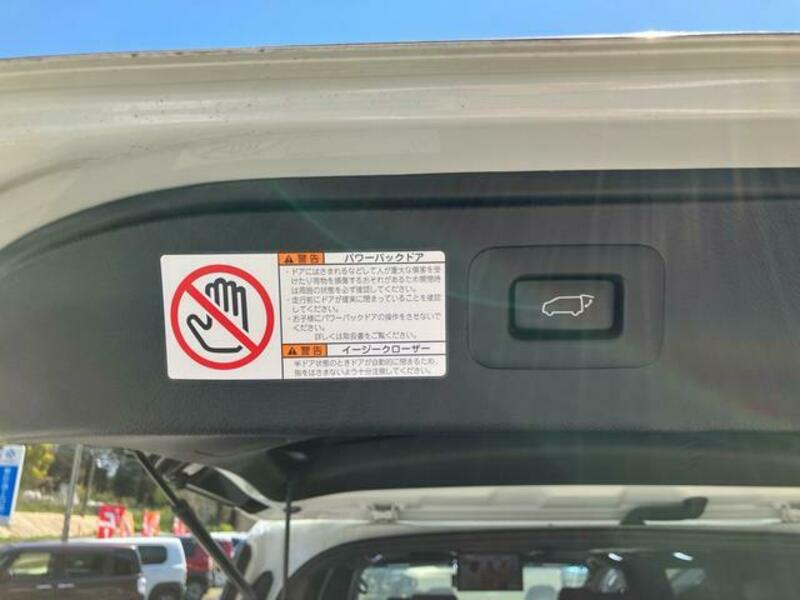 警告 パワーバックドア
・ドアにはさまれるなどして人が重大な傷害を受
けたり荷物を損傷するおそれがあるため開閉時
は周囲の状態を必ず確認してください。
・走行前にドアが確実に閉まっていることを確認
してください。
・お子様にパワーバックドアの操作をさせないで
ください。
詳しくは取扱書をご覧ください。
警告 イージークローザー
半ドア状態のときドアが自動的に閉まるため、
指をはさまないよう十分注意してください。